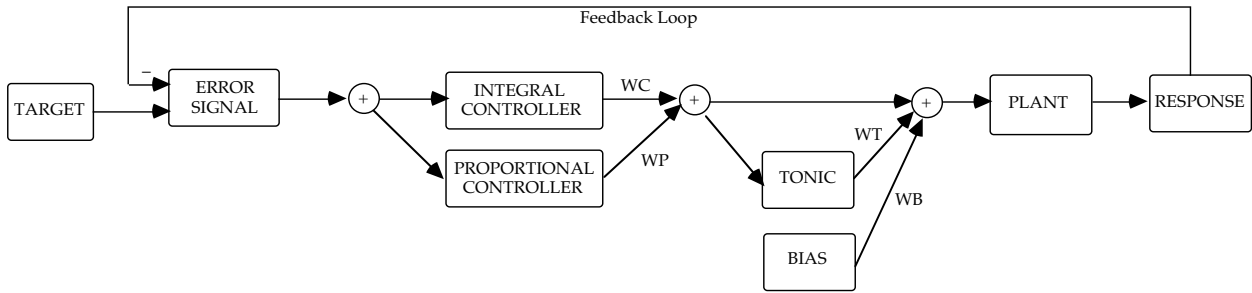 Feedback Loop
−
TARGET
ERROR
SIGNAL
+
INTEGRAL
CONTROLLER
WC
PROPORTIONAL
CONTROLLER
WP
+
TONIC
WT
BIAS
WB
+
PLANT
RESPONSE